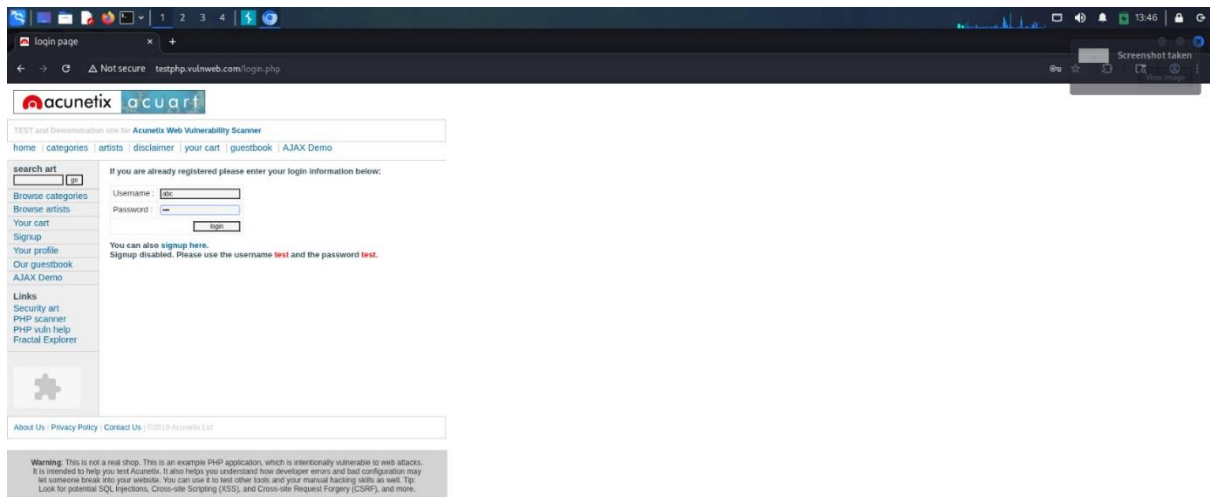 1 2 3 4
13:46
login page
Screenshot taken
Not secure testphp.vulnweb.com/login.php
View image
acunetix acuart
TEST and Demonstration site for Acunetix Web Vulnerability Scanner
home | categories | artists | disclaimer | your cart | guestbook | AJAX Demo
search art
go
Browse categories
Browse artists
Your cart
Signup
Your profile
Our guestbook
AJAX Demo
Links
Security art
PHP scanner
PHP vuln help
Fractal Explorer
If you are already registered please enter your login information below:
Username : abc
Password : •••
login
You can also signup here.
Signup disabled. Please use the username test and the password test.
About Us | Privacy Policy | Contact Us | ©2019 Acunetix Ltd
Warning: This is not a real shop. This is an example PHP application, which is intentionally vulnerable to web attacks.
It is intended to help you test Acunetix. It also helps you understand how developer errors and bad configuration may
let someone break into your website. You can use it to test other tools and your manual hacking skills as well. Tip:
Look for potential SQL Injections, Cross-site Scripting (XSS), and Cross-site Request Forgery (CSRF), and more.